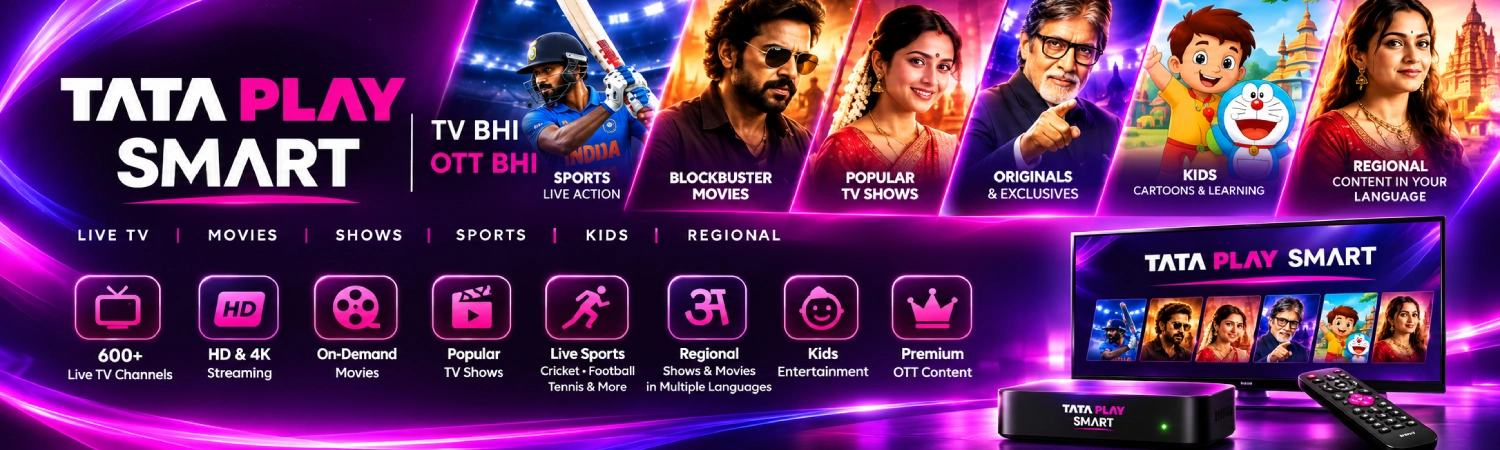 TATA PLAY
SMART
TV BHI
OTT BHI
INDDA
SPORTS
LIVE ACTION
BLOCKBUSTER
MOVIES
POPULAR
TV SHOWS
ORIGINALS
& EXCLUSIVES
KIDS
CARTOONS & LEARNING
REGIONAL
CONTENT IN YOUR
LANGUAGE
LIVE TV | MOVIES | SHOWS | SPORTS | KIDS | REGIONAL
HD
अ
600+
Live TV Channels
HD & 4K
Streaming
On-Demand
Movies
Popular
TV Shows
Live Sports
Cricket • Football
Tennis & More
Regional
Shows & Movies
in Multiple Languages
Kids
Entertainment
Premium
OTT Content
TATA PLAY SMART
TATA PLAY
SMART